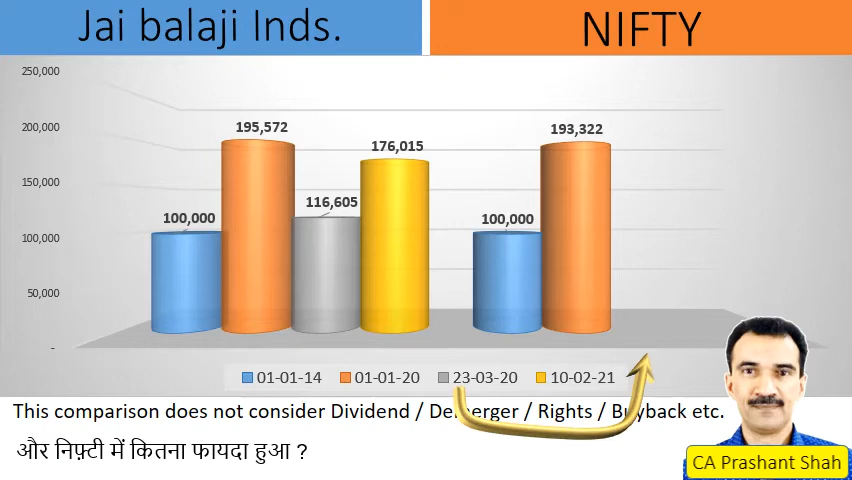 Jai balaji Inds.
NIFTY
250,000
200,000
150,000
100,000
50,000
-
100,000
195,572
116,605
176,015
100,000
193,322
01-01-14 01-01-20 23-03-20 10-02-21
This comparison does not consider Dividend / Demerger / Rights / Buyback etc.
और निफ़्टी में कितना फायदा हुआ ?
CA Prashant Shah